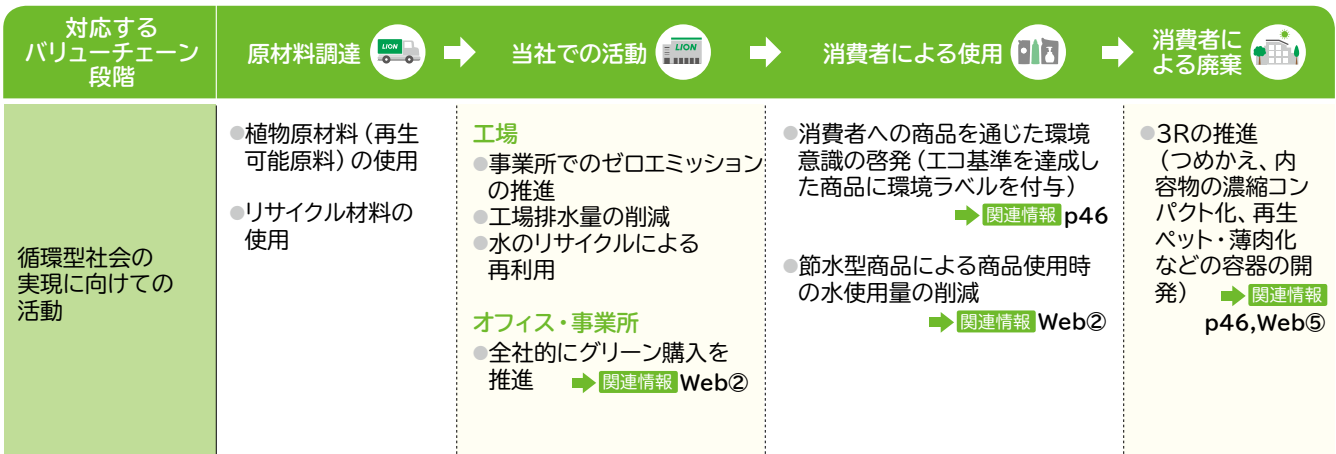 対応する
バリューチェーン
段階
原材料調達
LION
当社での活動
LION
消費者による使用
消費者に
よる廃棄
循環型社会の
実現に向けての
活動
●植物原材料（再生
可能原料）の使用
●リサイクル材料の
使用
工場
●事業所でのゼロエミッション
の推進
●工場排水量の削減
●水のリサイクルによる
再利用
オフィス・事業所
●全社的にグリーン購入を
推進 関連情報 Web②
●消費者への商品を通じた環境
意識の啓発（エコ基準を達成し
た商品に環境ラベルを付与）
関連情報 p46
●節水型商品による商品使用時
の水使用量の削減
関連情報 Web②
●3Rの推進
（つめかえ、内
容物の濃縮コン
パクト化、再生
ペット・薄肉化
などの容器の開
発） 関連情報
p46,Web⑤